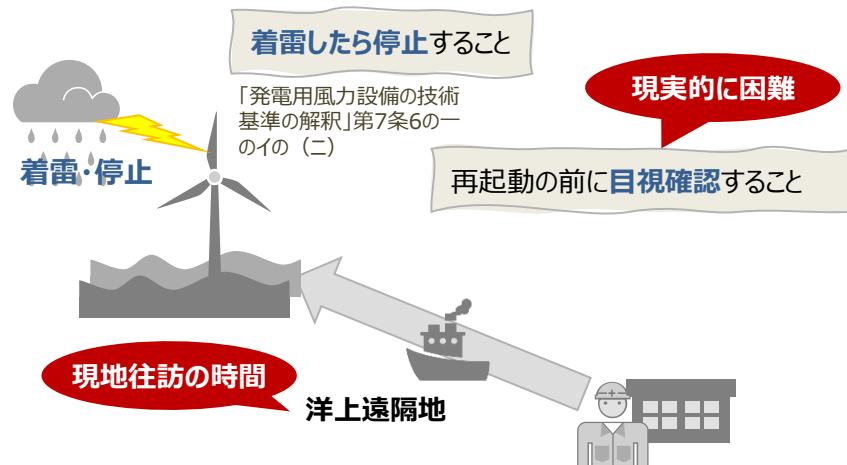 着雷したら停止すること
「発電用風力設備の技術
基準の解釈」第7条6の一
のイの（ニ）
現実的に困難
着雷・停止
再起動の前に目視確認すること
現地往訪の時間
洋上遠隔地